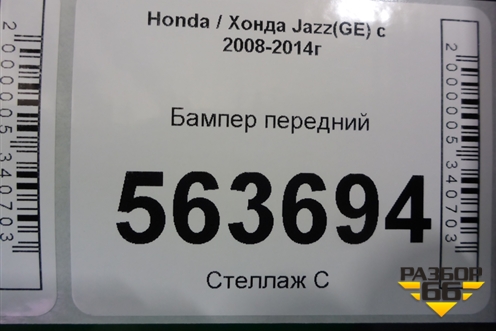 Honda / Хонда Jazz(GE) с
2008-2014г
Бампер передний
563694
Стеллаж С
2000005340703
2000005340703
РАЗБОР
66